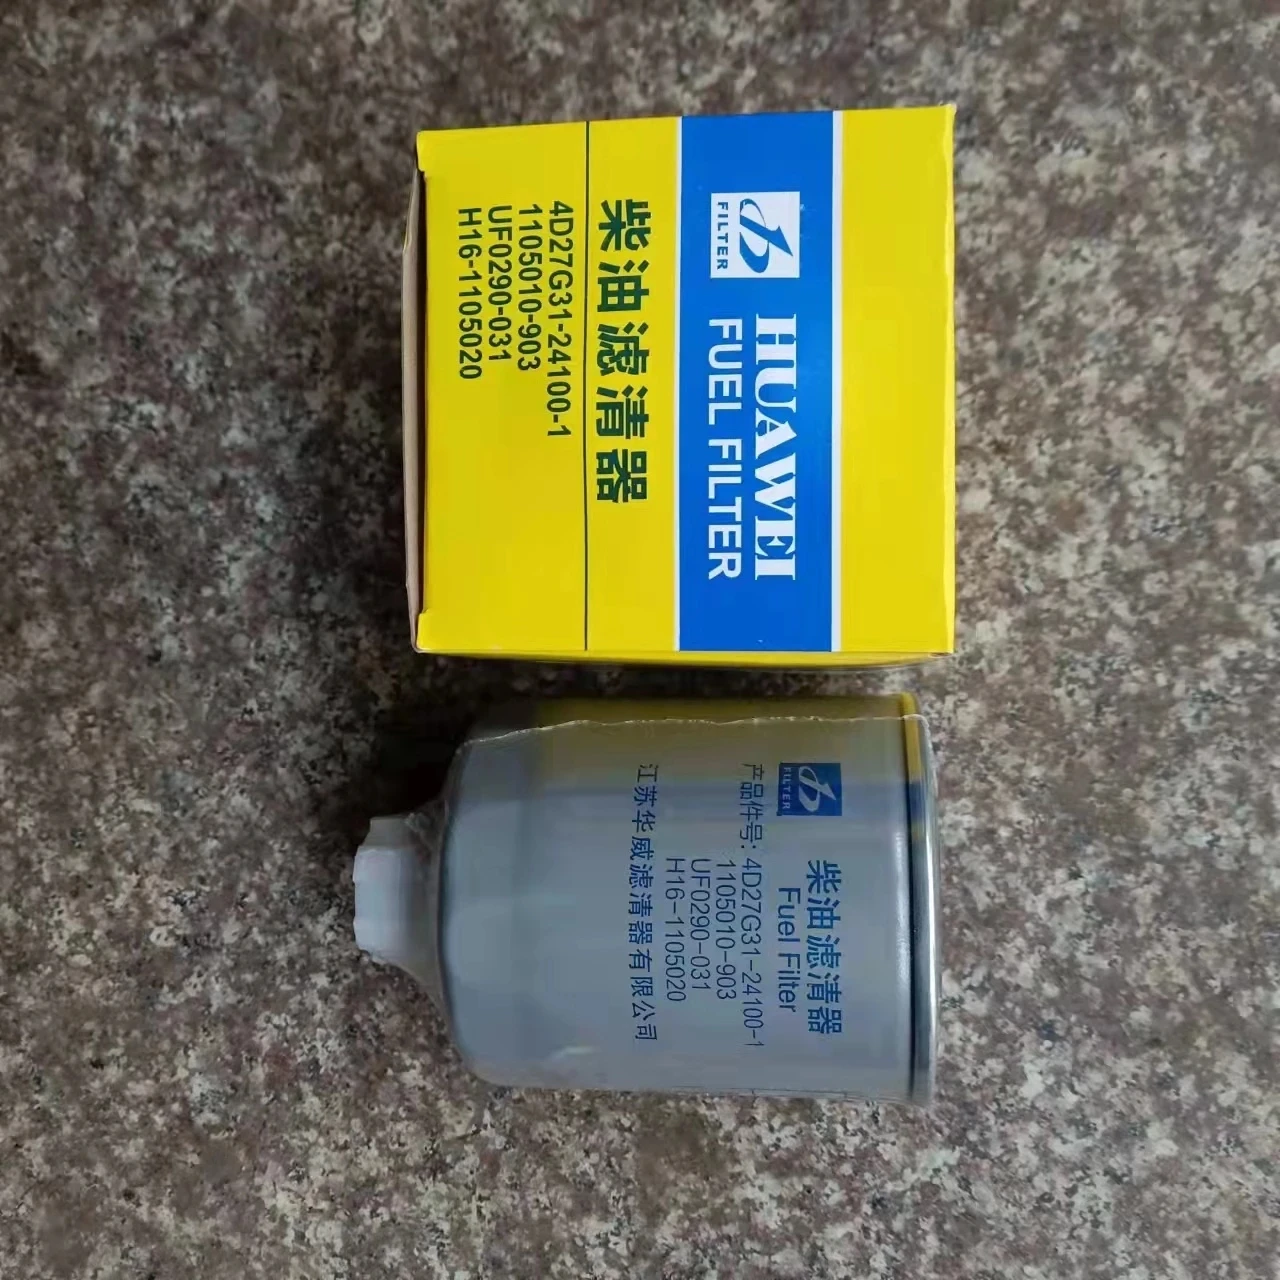 FILTER
HUAWEI
FUEL FILTER
柴油滤清器
4D27G31-24100-1
1105010-903
UF0290-031
H16-1105020
FILTER
柴油滤清器
Fuel Filter
产品件号: 4D27G31-24100-1
1105010-903
UF0290-031
H16-1105020
江苏华威滤清器有限公司